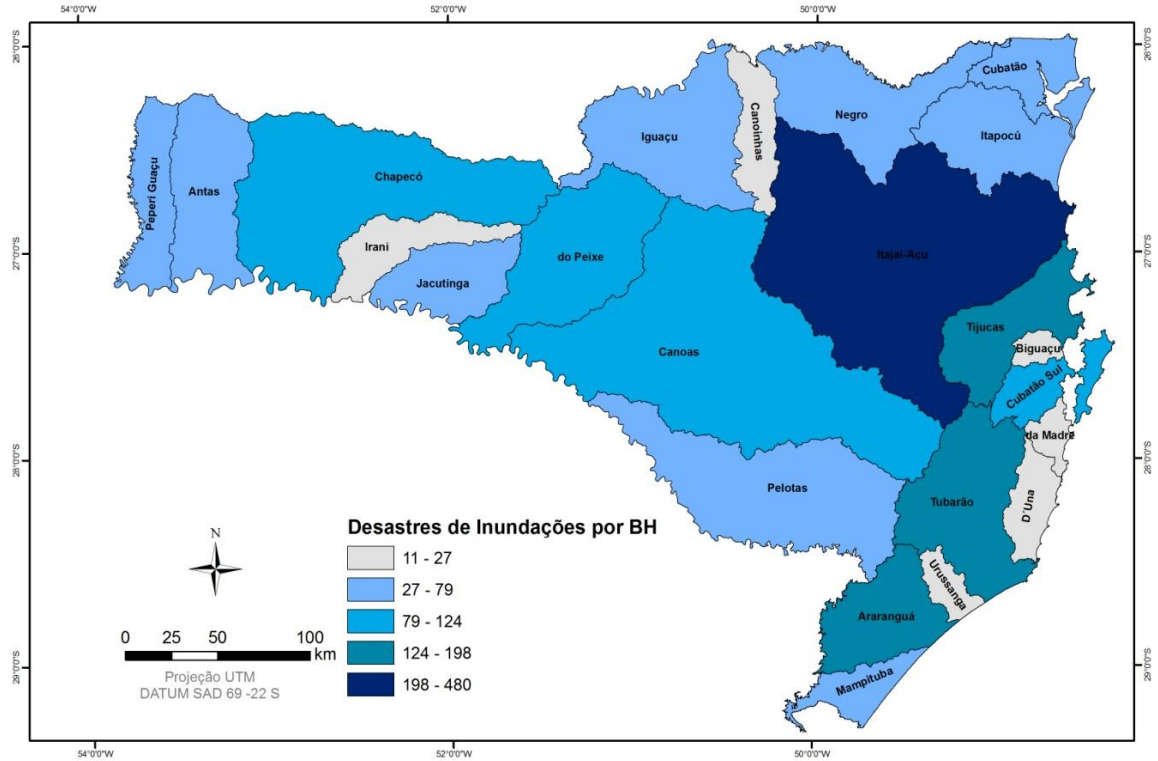 54°0'0"W
52°0'0"W
50°0'0"W
26°0'0"S
26°0'0"S
Cubatão
Canoinhas
Negro
Iguaçu
Itapocú
Peperi Guaçu
Antas
Chapecó
Irani
27°0'0"S
27°0'0"S
do Peixe
Itajaí-Açu
Jacutinga
Tijucas
Biguaçu
Canoas
Cubatão Sul
da Madre
28°0'0"S
28°0'0"S
Pelotas
Tubarão
D'Una
Desastres de Inundações por BH
N
11 - 27
27 - 79
79 - 124
124 - 198
198 - 480
Urussanga
Araranguá
Mampituba
0 25 50 100
km
Projeção UTM
DATUM SAD 69 -22 S
29°0'0"S
29°0'0"S
54°0'0"W
52°0'0"W
50°0'0"W